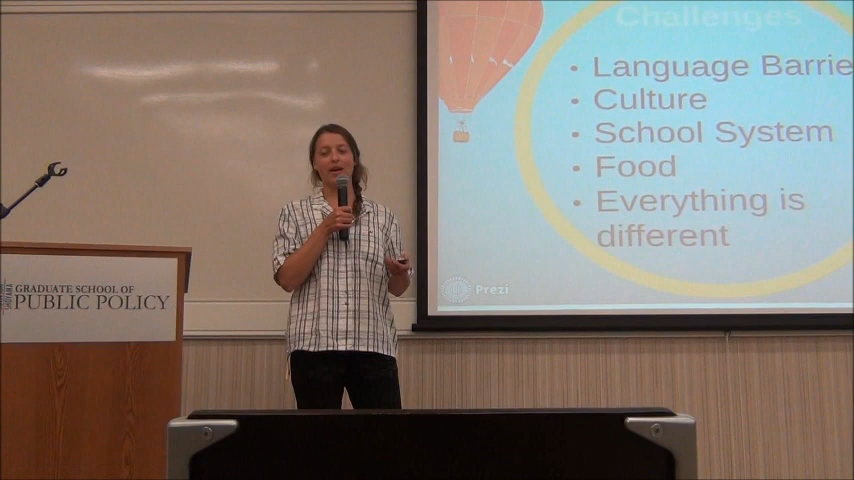 Challenges
• Language Barrie
• Culture
• School System
• Food
• Everything is
different
Prezi
GRADUATE SCHOOL OF
PUBLIC POLICY